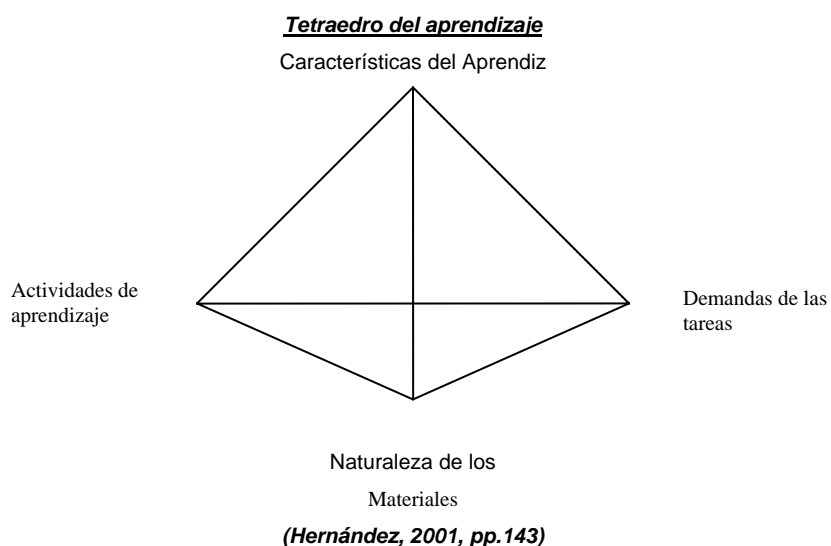 Tetraedro del aprendizaje
Características del Aprendiz
Actividades de
aprendizaje
Demandas de las
tareas
Naturaleza de los
Materiales
(Hernández, 2001, pp.143)